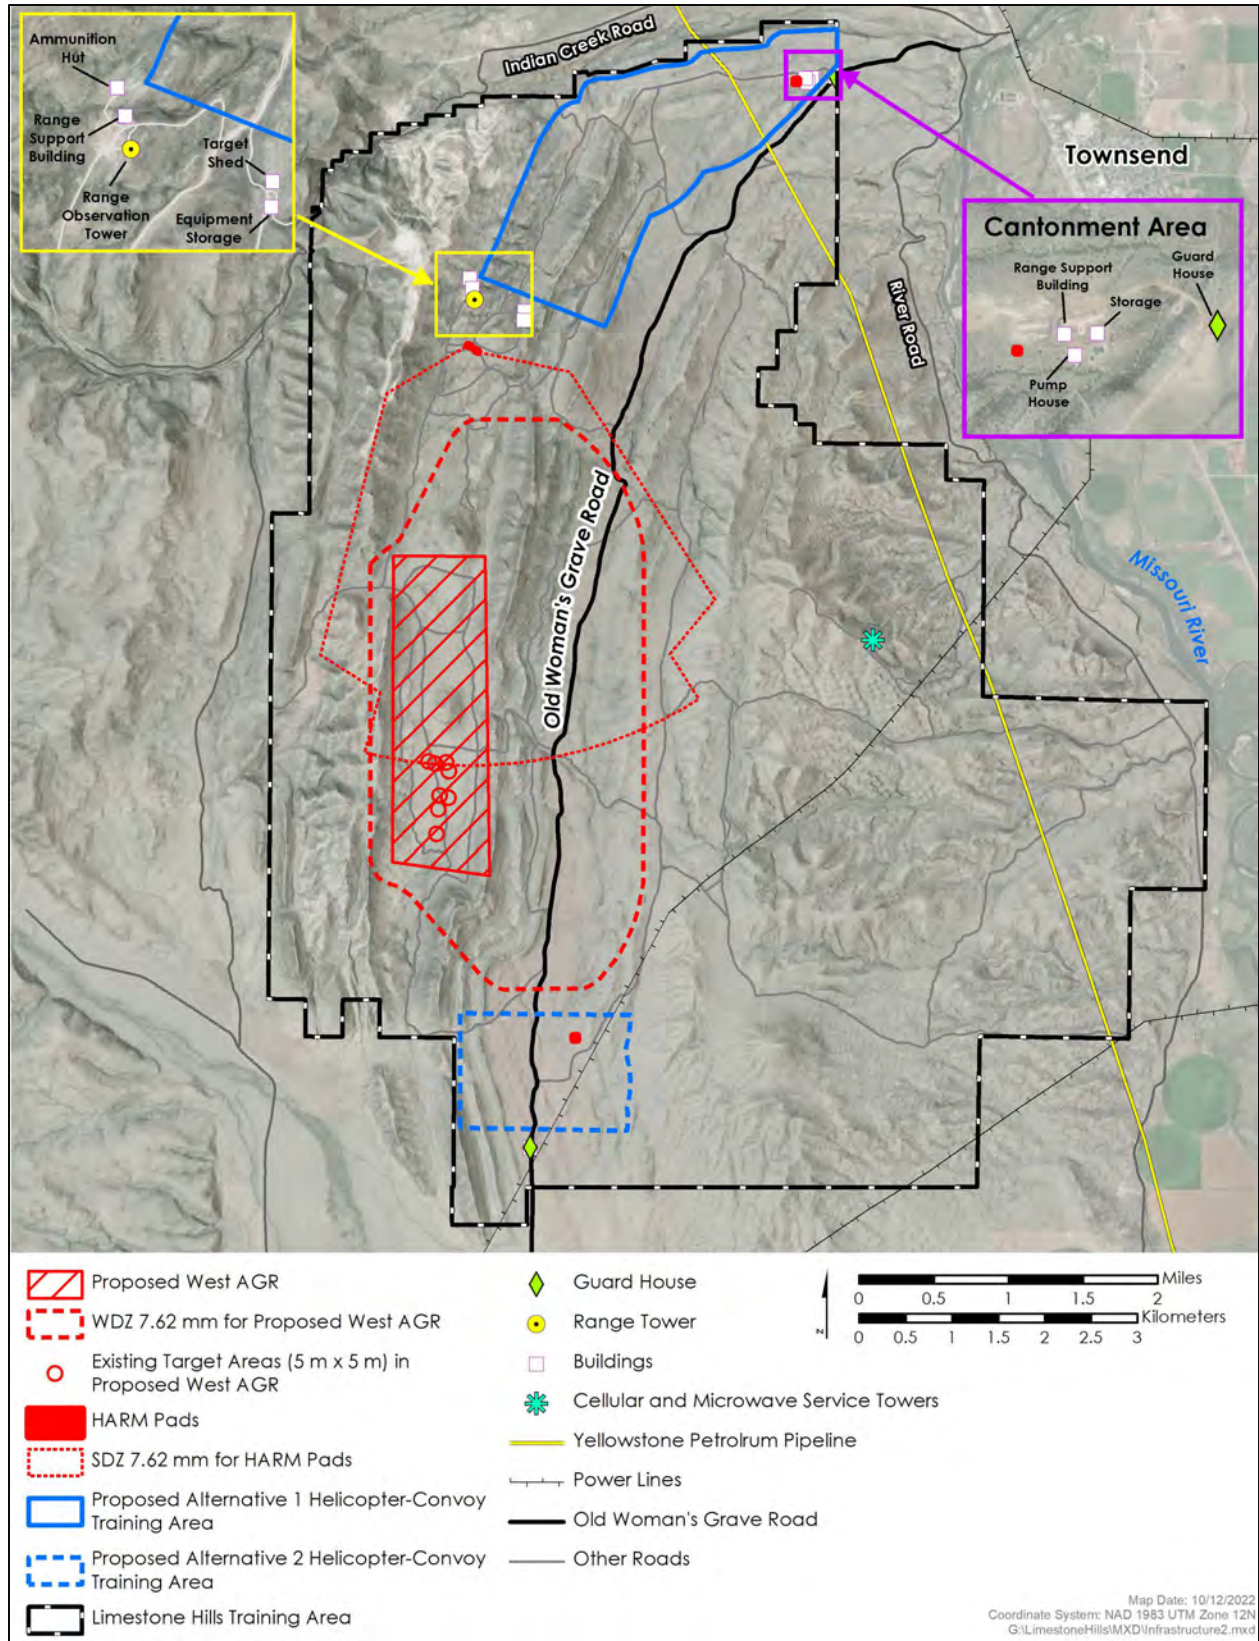 Indian Creek Road
Ammunition
Hut
Range
Support
Building
Target
Shed
Range
Observation
Tower
Equipment
Storage
Townsend
Cantonment Area
Range Support
Building
Guard
House
Storage
Pump
House
River Road
Old Woman's Grave Road
Missouri River
Proposed West AGR
WDZ 7.62 mm for Proposed West AGR
Existing Target Areas (5 m x 5 m) in
Proposed West AGR
HARM Pads
SDZ 7.62 mm for HARM Pads
Proposed Alternative 1 Helicopter-Convoy
Training Area
Proposed Alternative 2 Helicopter-Convoy
Training Area
Limestone Hills Training Area
Guard House
Range Tower
Buildings
Cellular and Microwave Service Towers
Yellowstone Petrolrum Pipeline
Power Lines
Old Woman's Grave Road
Other Roads
N
Miles
0 0.5 1 1.5 2
Kilometers
0 0.5 1 1.5 2 2.5 3
Map Date: 10/12/2022
Coordinate System: NAD 1983 UTM Zone 12N
G:\LimestoneHills\MXD\Infrastructure2.mxd